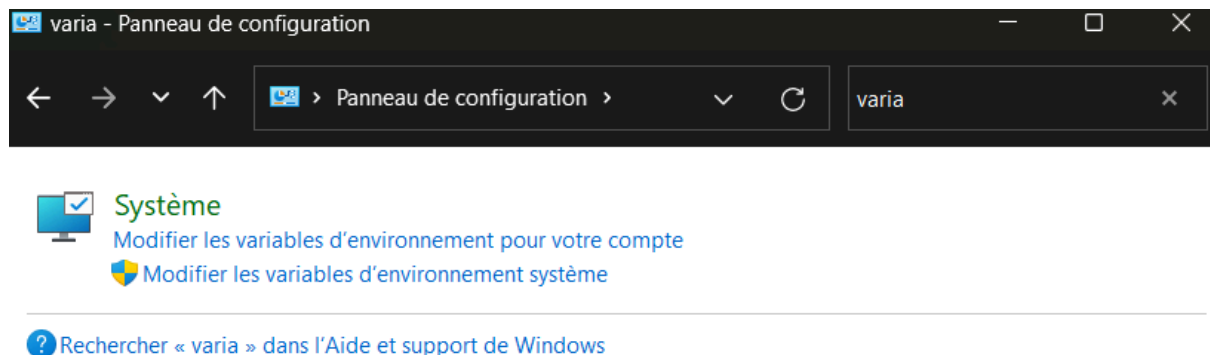 varia - Panneau de configuration
Panneau de configuration
varia
Système
Modifier les variables d’environnement pour votre compte
Modifier les variables d’environnement système
Rechercher « varia » dans l’Aide et support de Windows